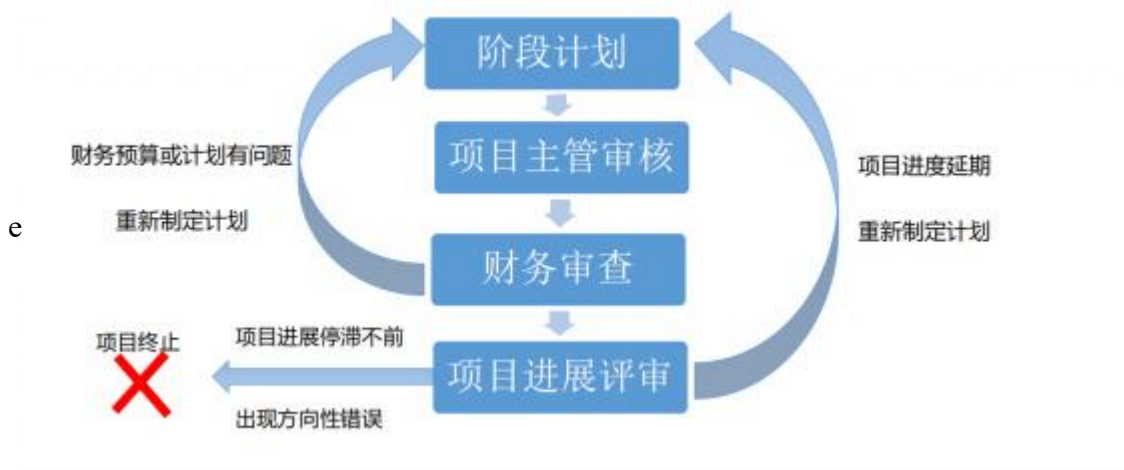 阶段计划
项目主管审核
财务预算或计划有问题
项目进度延期
重新制定计划
重新制定计划
e
财务审查
项目终止
项目进展停滞不前
项目进展评审
出现方向性错误